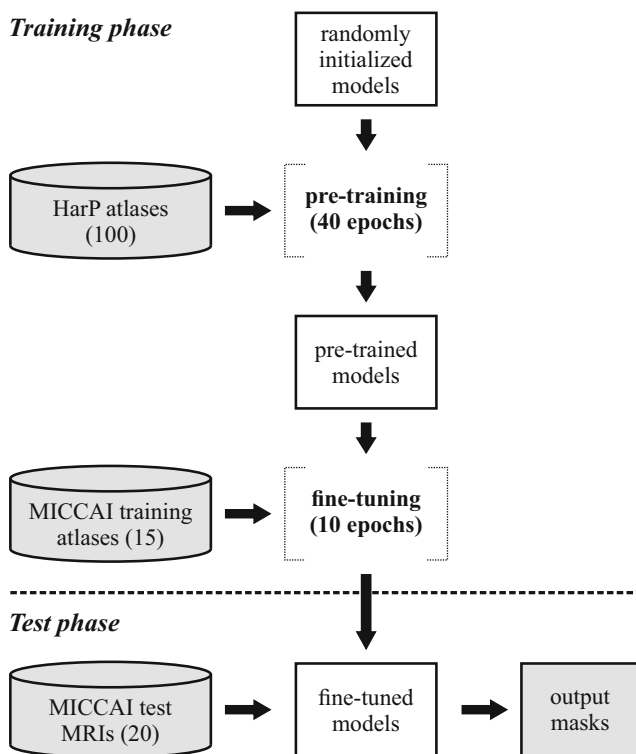 Training phase
randomly
initialized
models
HarP atlases
(100)
pre-training
(40 epochs)
pre-trained
models
MICCAI training
atlases (15)
fine-tuning
(10 epochs)
Test phase
MICCAI test
MRIs (20)
fine-tuned
models
output
masks